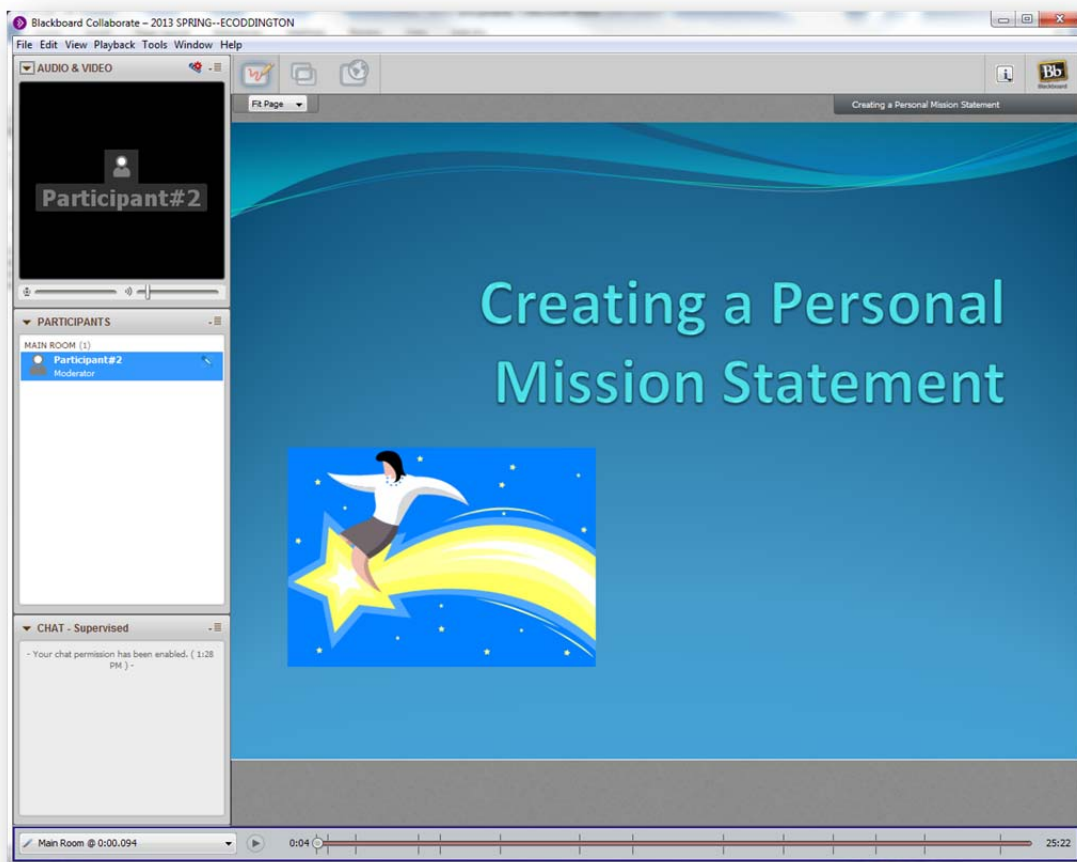 Blackboard Collaborate – 2013 SPRING--ECODDINGTON
File Edit View Playback Tools Window Help
AUDIO & VIDEO
Participant#2
PARTICIPANTS
MAIN ROOM (1)
Participant#2
Moderator
CHAT - Supervised
- Your chat permission has been enabled. ( 1:28
PM ) -
Fit Page
Creating a Personal Mission Statement
Bb
Blackboard
Creating a Personal
Mission Statement
Main Room @ 0:00.094
0:04
25:22